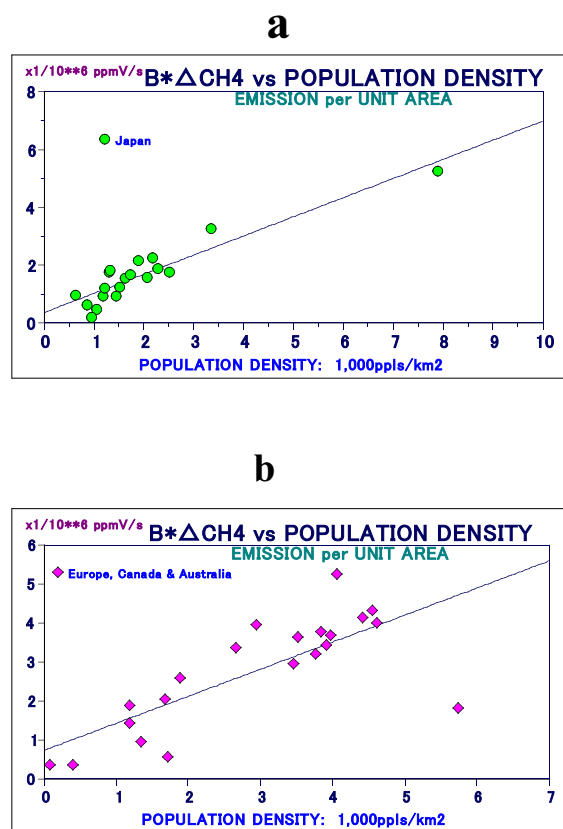 a
x1/10**6 ppmV/s
B*△CH4 vs POPULATION DENSITY
EMISSION per UNIT AREA
8
6
4
2
0
Japan
0 1 2 3 4 5 6 7 8 9 10
POPULATION DENSITY: 1,000ppls/km2
b
x1/10**6 ppmV/s
B*△CH4 vs POPULATION DENSITY
EMISSION per UNIT AREA
6
5
4
3
2
1
0
Europe, Canada & Australia
0 1 2 3 4 5 6 7
POPULATION DENSITY: 1,000ppls/km2